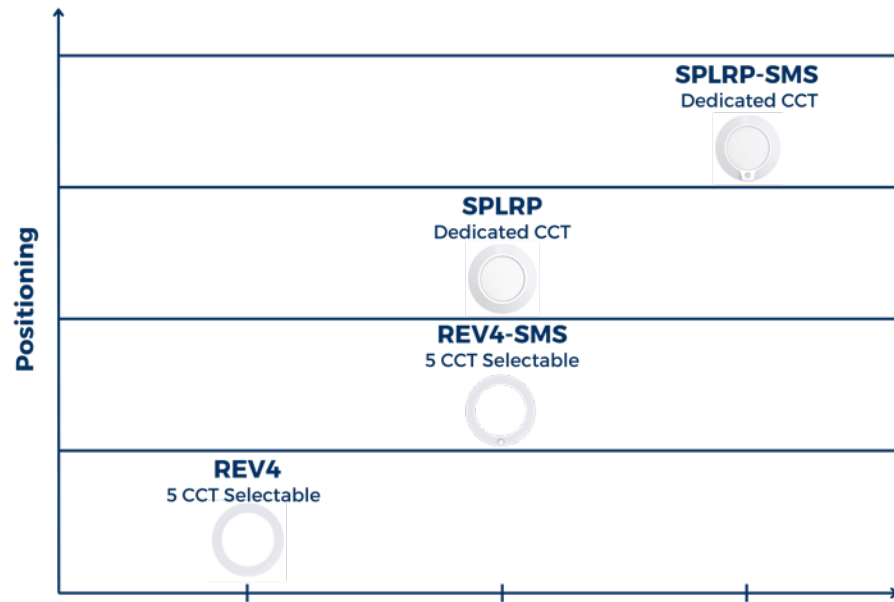 SPLRP-SMS
Dedicated CCT
SPLRP
Dedicated CCT
Positioning
REV4-SMS
5 CCT Selectable
REV4
5 CCT Selectable